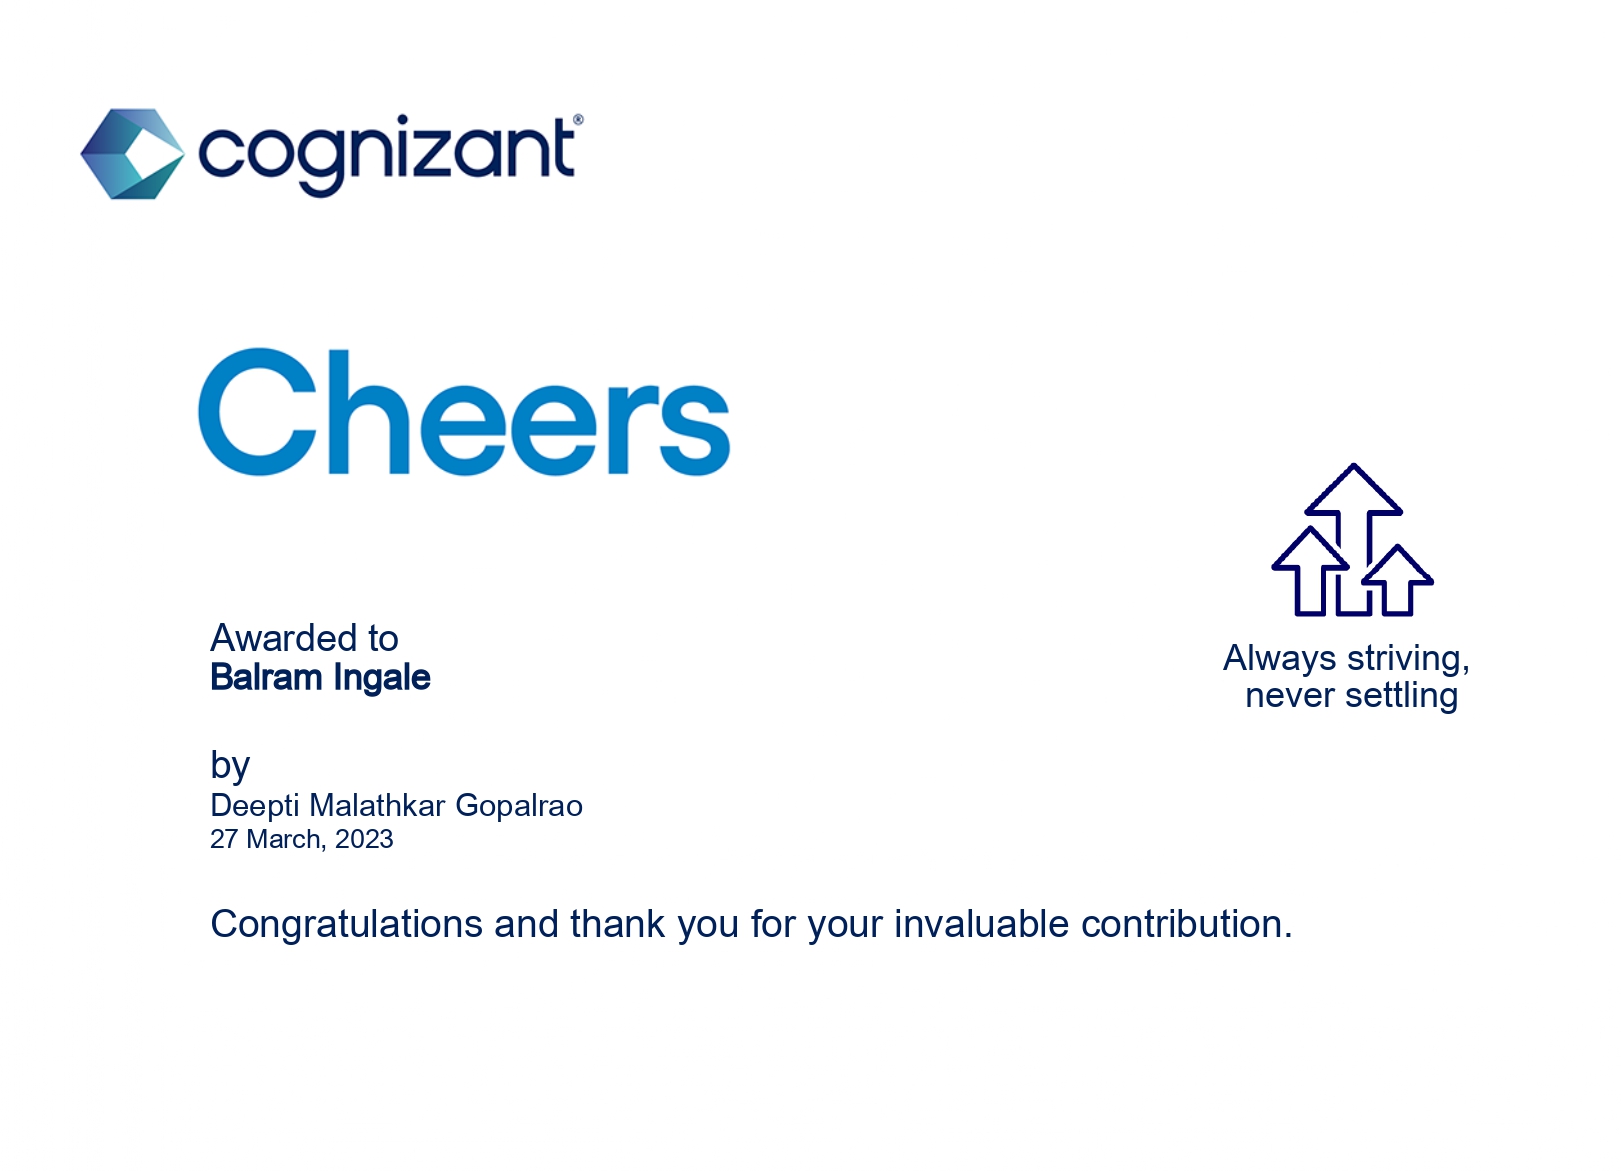 cognizant®
Cheers
Awarded to
Balram Ingale
by
Deepti Malathkar Gopalrao
27 March, 2023
Congratulations and thank you for your invaluable contribution.
Always striving,
never settling